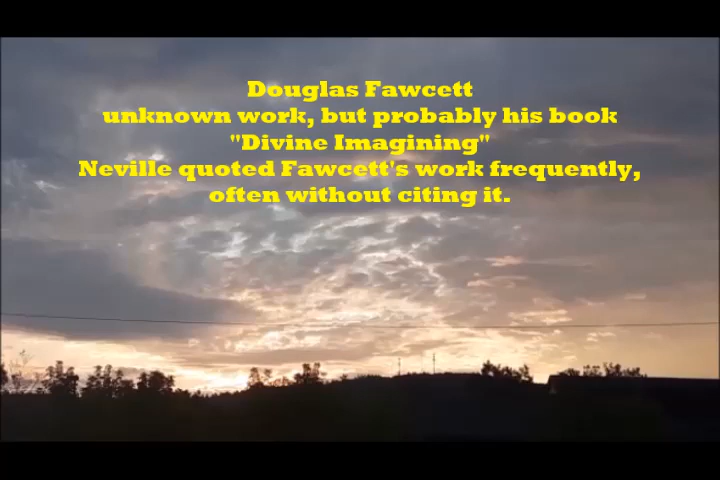 Douglas Fawcett
unknown work, but probably his book
"Divine Imagining"
Neville quoted Fawcett's work frequently,
often without citing it.